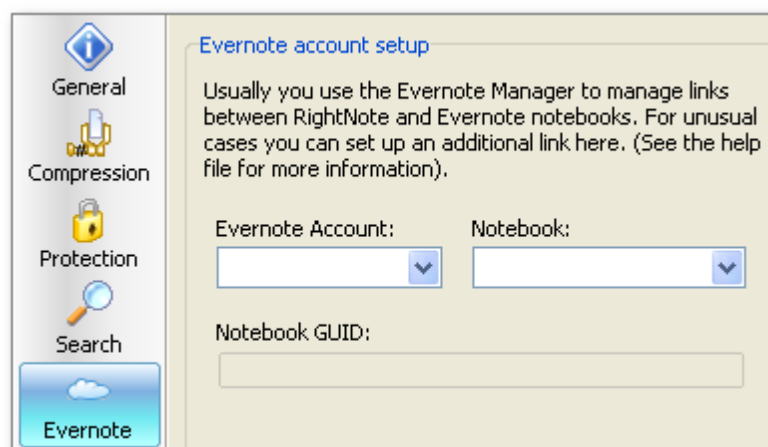 General
Compression
Protection
Search
Evernote
Evernote account setup
Usually you use the Evernote Manager to manage links
between RightNote and Evernote notebooks. For unusual
cases you can set up an additional link here. (See the help
file for more information).
Evernote Account: Notebook:
Notebook GUID: